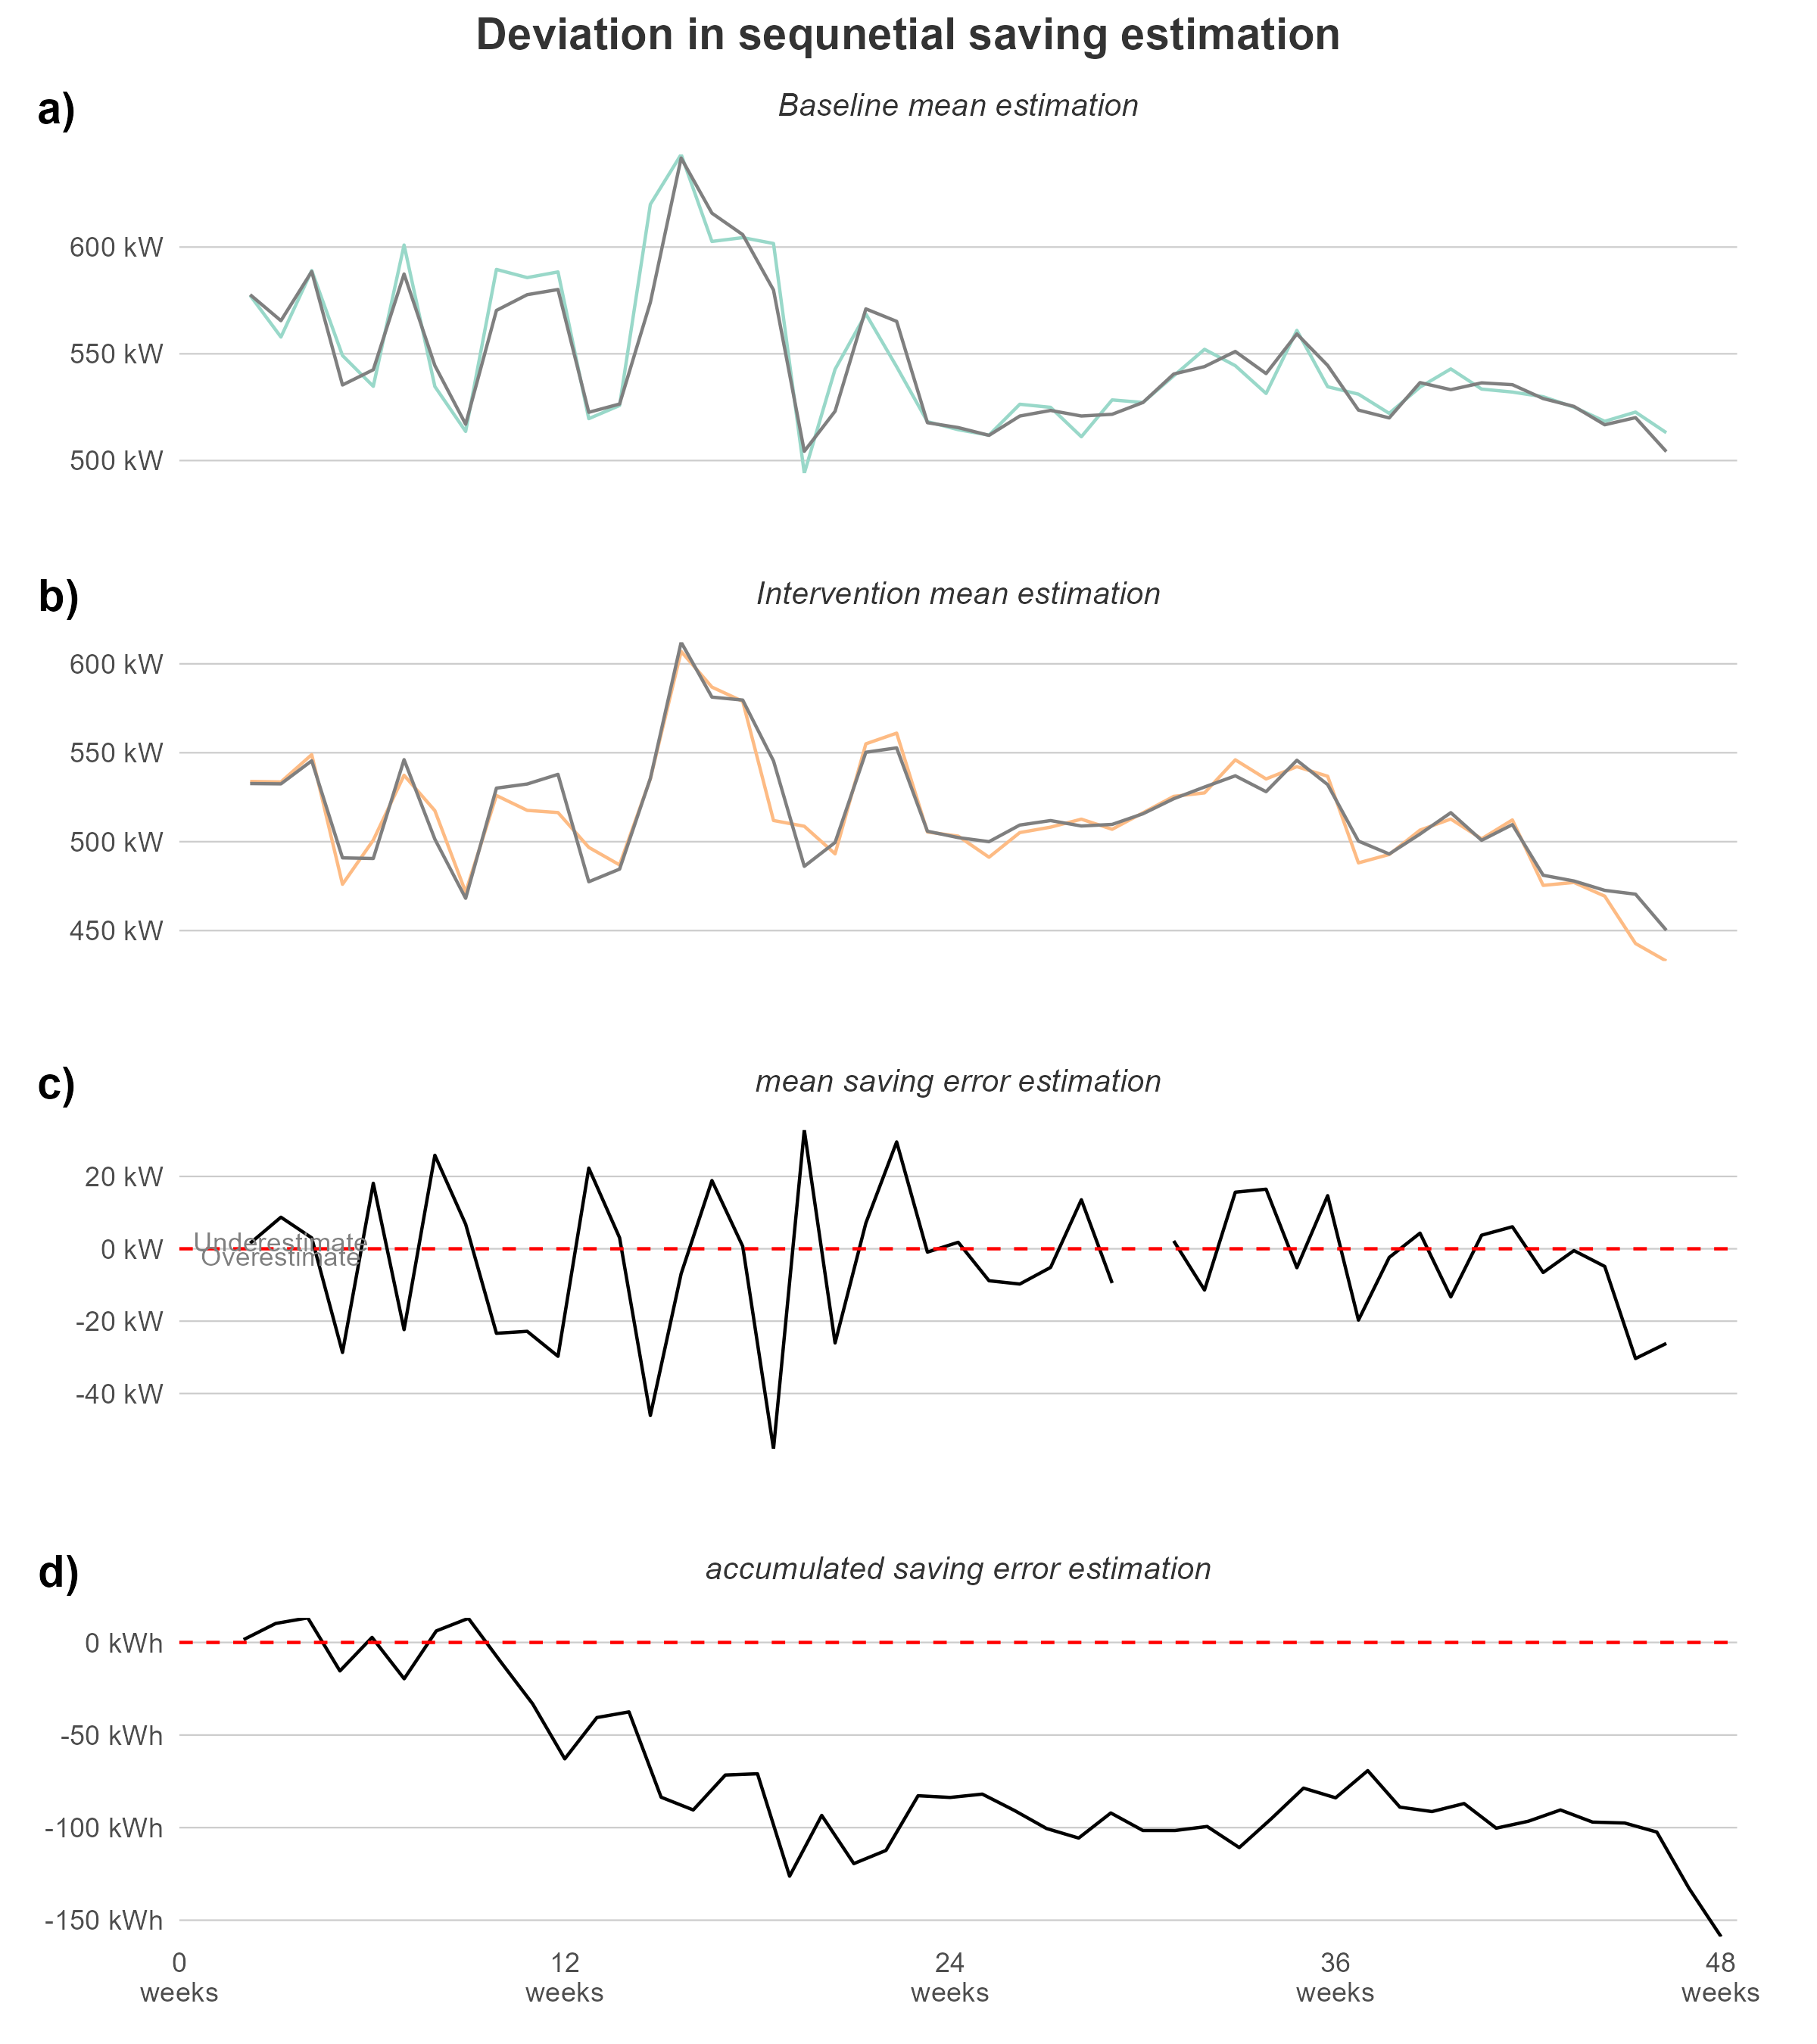 Deviation in sequnetial saving estimation
a)
Baseline mean estimation
600 kW
550 kW
500 kW
b)
Intervention mean estimation
600 kW
550 kW
500 kW
450 kW
c)
mean saving error estimation
20 kW
Underestimate
0 kW
Overestimate
-20 kW
-40 kW
d)
accumulated saving error estimation
0 kWh
-50 kWh
-100 kWh
-150 kWh
0 12 24 36 48
weeks weeks weeks weeks weeks